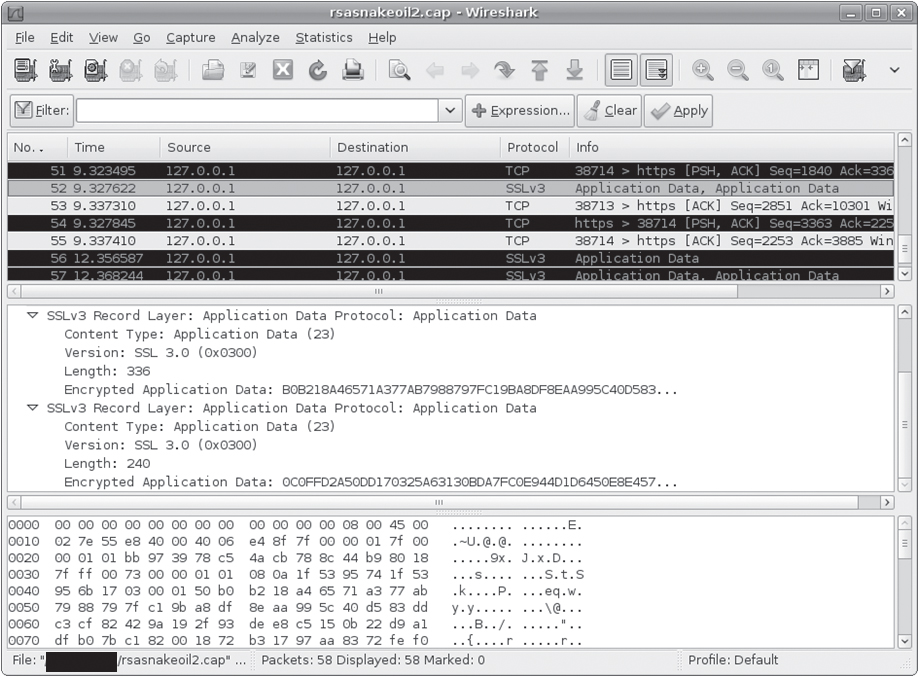 rsasnakeoil2.cap - Wireshark
File Edit View Go Capture Analyze Statistics Help
Filter: Expression... Clear Apply
No. . Time Source Destination Protocol Info
51 9.323495 127.0.0.1 127.0.0.1 TCP 38714 > https [PSH, ACK] Seq=1840 Ack=336
52 9.327622 127.0.0.1 127.0.0.1 SSLv3 Application Data, Application Data
53 9.337310 127.0.0.1 127.0.0.1 TCP 38713 > https [ACK] Seq=2851 Ack=10301 Wi
54 9.327845 127.0.0.1 127.0.0.1 TCP https > 38714 [PSH, ACK] Seq=3363 Ack=225
55 9.337410 127.0.0.1 127.0.0.1 TCP 38714 > https [ACK] Seq=2253 Ack=3885 Win
56 12.356587 127.0.0.1 127.0.0.1 SSLv3 Application Data
57 12.368244 127.0.0.1 127.0.0.1 SSLv3 Application Data, Application Data
SSLv3 Record Layer: Application Data Protocol: Application Data
Content Type: Application Data (23)
Version: SSL 3.0 (0x0300)
Length: 336
Encrypted Application Data: B0B218A46571A377AB7988797FC19BA8DF8EAA995C40D583...
SSLv3 Record Layer: Application Data Protocol: Application Data
Content Type: Application Data (23)
Version: SSL 3.0 (0x0300)
Length: 240
Encrypted Application Data: 0C0FFD2A50DD170325A63130BDA7FC0E944D1D6450E8E457...
0000 00 00 00 00 00 00 00 00 00 00 00 00 08 00 45 00 ........ ......E.
0010 02 7e 55 e8 40 00 40 06 e4 8f 7f 00 00 01 7f 00 .~U.@.@. ........
0020 00 01 01 bb 97 39 78 c5 4a cb 78 8c 44 b9 80 18 .....9x. J.x.D...
0030 7f ff 00 73 00 00 01 01 08 0a 1f 53 95 74 1f 53 ...s.... ...S.t.S
0040 95 6b 17 03 00 01 50 b0 b2 18 a4 65 71 a3 77 ab .k....P. ...eq.w.
0050 79 88 79 7f c1 9b a8 df 8e aa 99 5c 40 d5 83 dd y.y..... ...\@...
0060 c3 cf 82 42 9a 19 2f 93 de e8 c5 15 0b 22 d9 a1 ...B../. ....."..
0070 df b0 7b c1 82 00 18 72 b3 17 97 aa 83 72 fe f0 ..{....r .....r..
File: "/ /rsasnakeoil2.cap" ... Packets: 58 Displayed: 58 Marked: 0 Profile: Default